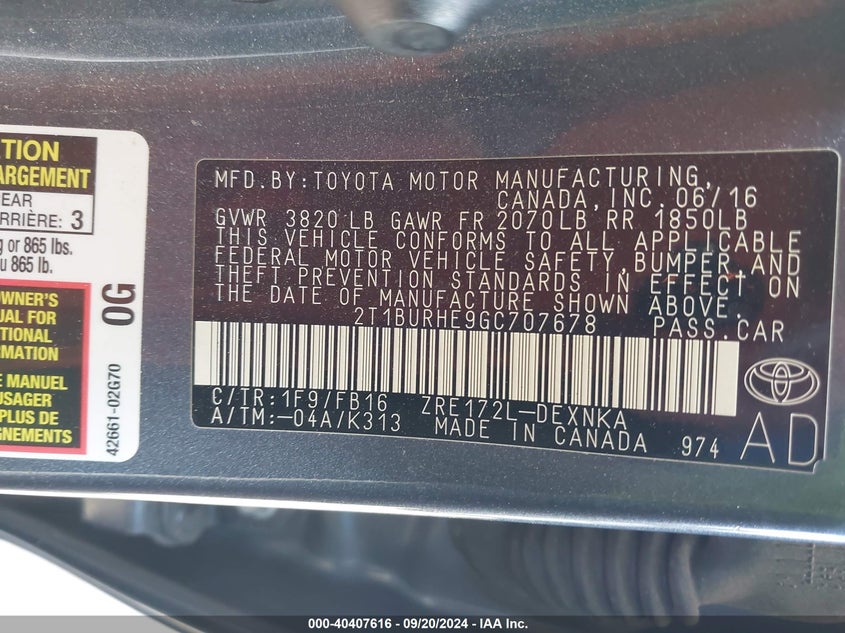 TION
ARGEMENT
EAR
ARRIÈRE: 3
g or 865 lbs.
u 865 lb.
OWNER'S
UAL FOR
TIONAL
RMATION
E MANUEL
USAGER
PLUS DE
GNEMENTS
0G
42661-02G70
MFD.BY:TOYOTA MOTOR MANUFACTURING,
CANADA, INC. 06/16
GVWR 3820 LB GAWR FR 2070LB RR 1850LB
THIS VEHICLE CONFORMS TO ALL APPLICABLE
FEDERAL MOTOR VEHICLE SAFETY, BUMPER, AND
THEFT PREVENTION STANDARDS IN EFFECT ON
THE DATE OF MANUFACTURE SHOWN ABOVE.
2T1BURHE9GC707678 PASS.CAR
C/TR:1F9/FB16 ZRE172L-DEXNKA
A/TM:-04A/K313 MADE IN CANADA 974
AD
000-40407616 - 09/20/2024 - IAA Inc.